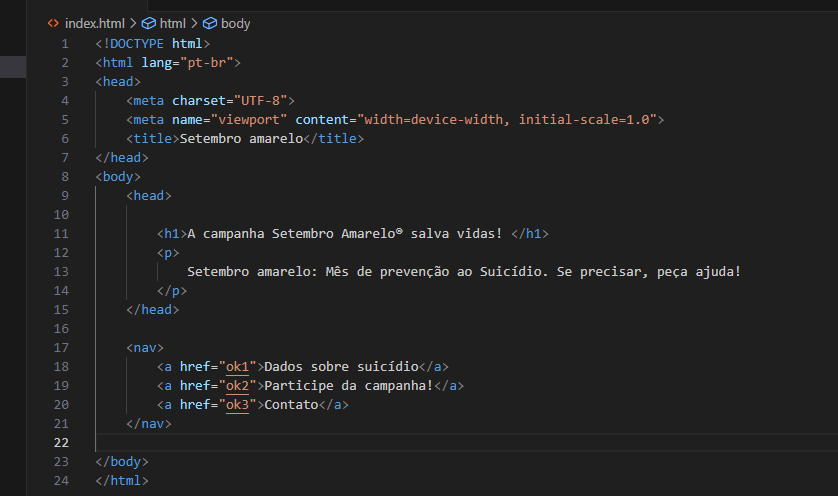 index.html > html > body
1 <!DOCTYPE html>
2 <html lang="pt-br">
3 <head>
4     <meta charset="UTF-8">
5     <meta name="viewport" content="width=device-width, initial-scale=1.0">
6     <title>Setembro amarelo</title>
7 </head>
8 <body>
9     <head>
10
11         <h1>A campanha Setembro Amarelo® salva vidas! </h1>
12         <p>
13             Setembro amarelo: Mês de prevenção ao Suicídio. Se precisar, peça ajuda!
14         </p>
15     </head>
16
17     <nav>
18         <a href="ok1">Dados sobre suicídio</a>
19         <a href="ok2">Participe da campanha!</a>
20         <a href="ok3">Contato</a>
21     </nav>
22
23 </body>
24 </html>